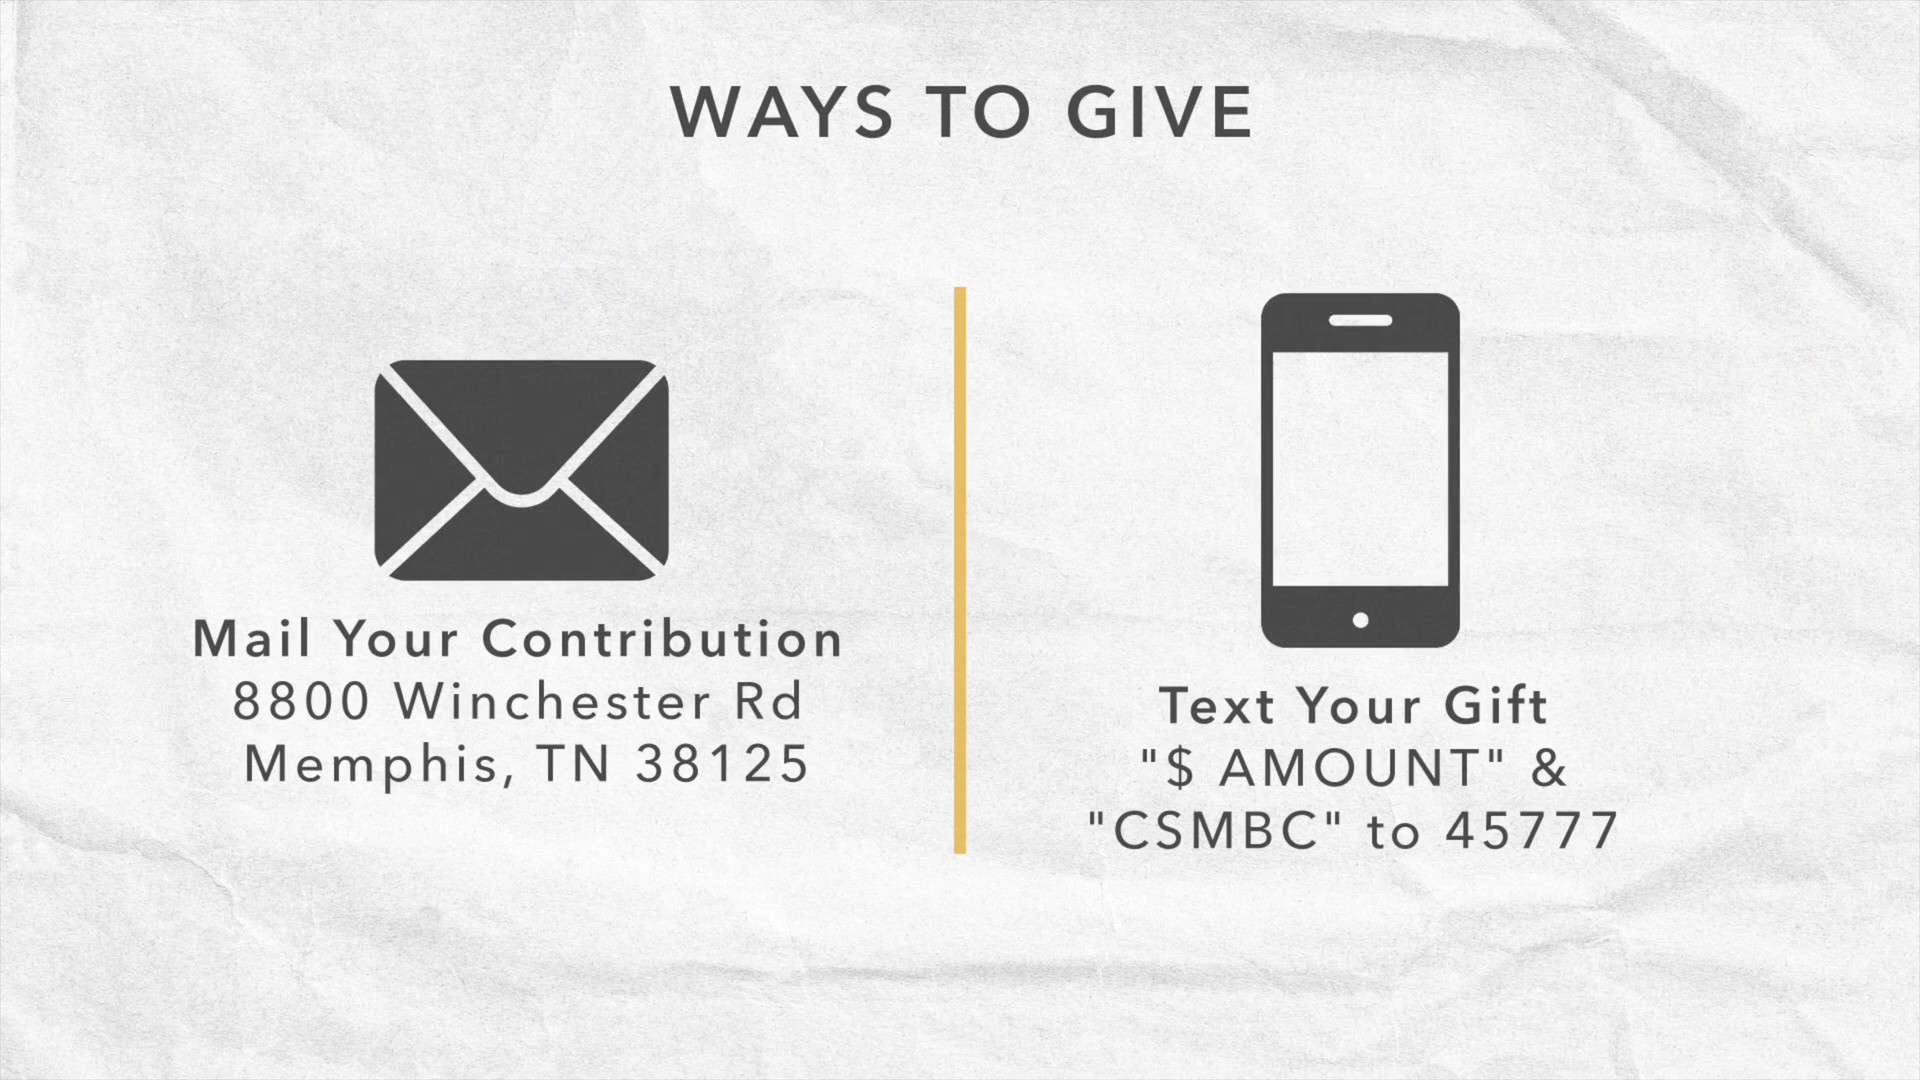 WAYS TO GIVE
Mail Your Contribution
8800 Winchester Rd
Memphis, TN 38125
Text Your Gift
"$ AMOUNT" &
"CSMBC" to 45777